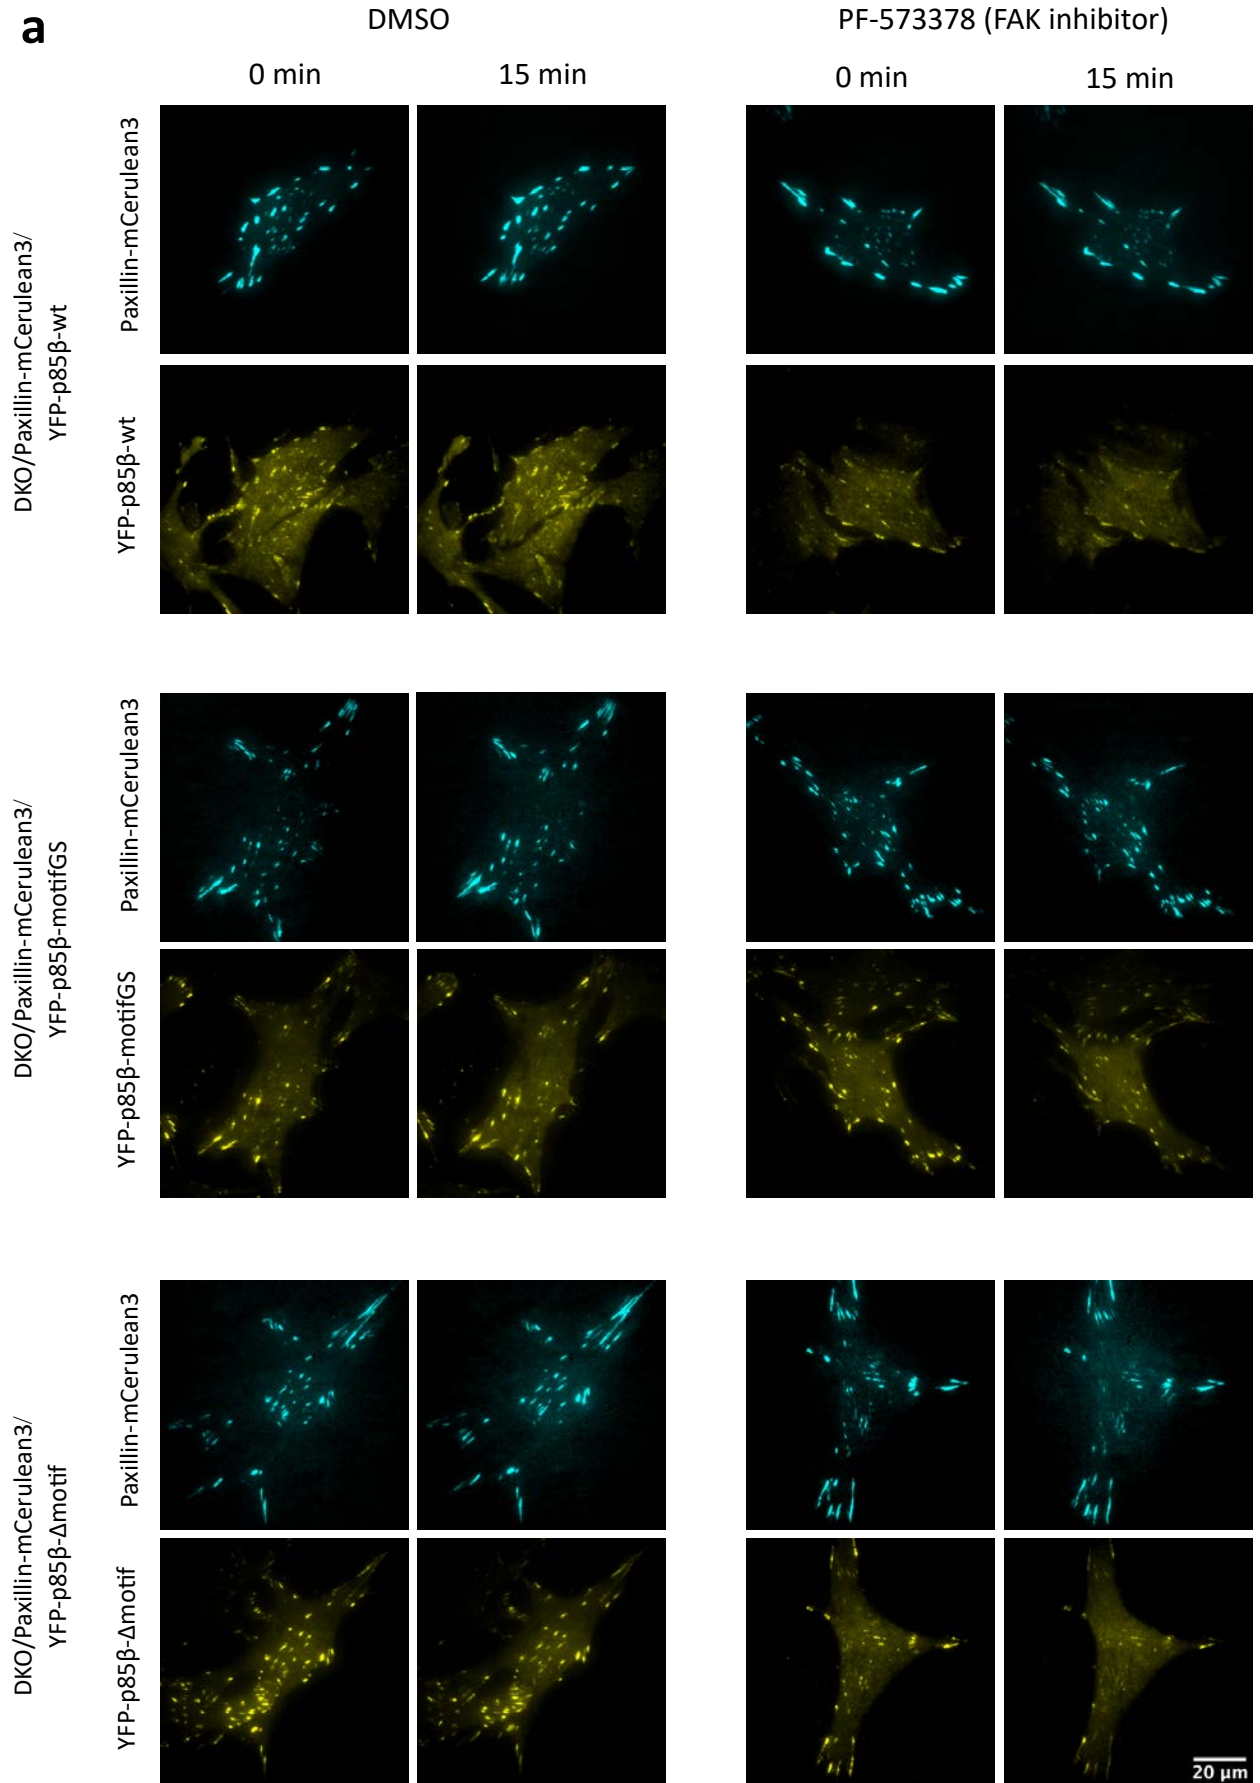 a
DMSO
PF-573378 (FAK inhibitor)
0 min
15 min
0 min
15 min
DKO/Paxillin-mCerulean3/
YFP-p85β-wt
Paxillin-mCerulean3
YFP-p85β-wt
DKO/Paxillin-mCerulean3/
YFP-p85β-motifGS
Paxillin-mCerulean3
YFP-p85β-motifGS
DKO/Paxillin-mCerulean3/
YFP-p85β-Δmotif
Paxillin-mCerulean3
YFP-p85β-Δmotif
20 µm